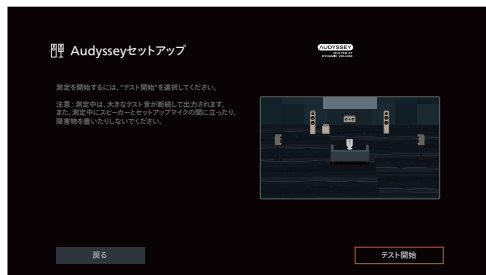 Audysseyセットアップ
AUDYSSEY
DYNAMIC VOLUME
測定を開始するには、“テスト開始”を選択してください。
注意：測定中は、大きなテスト音が断続して出力されます。
また、測定中にスピーカーとセットアップマイクの間に立ったり、
障害物を置いたりしないでください。
戻る
テスト開始